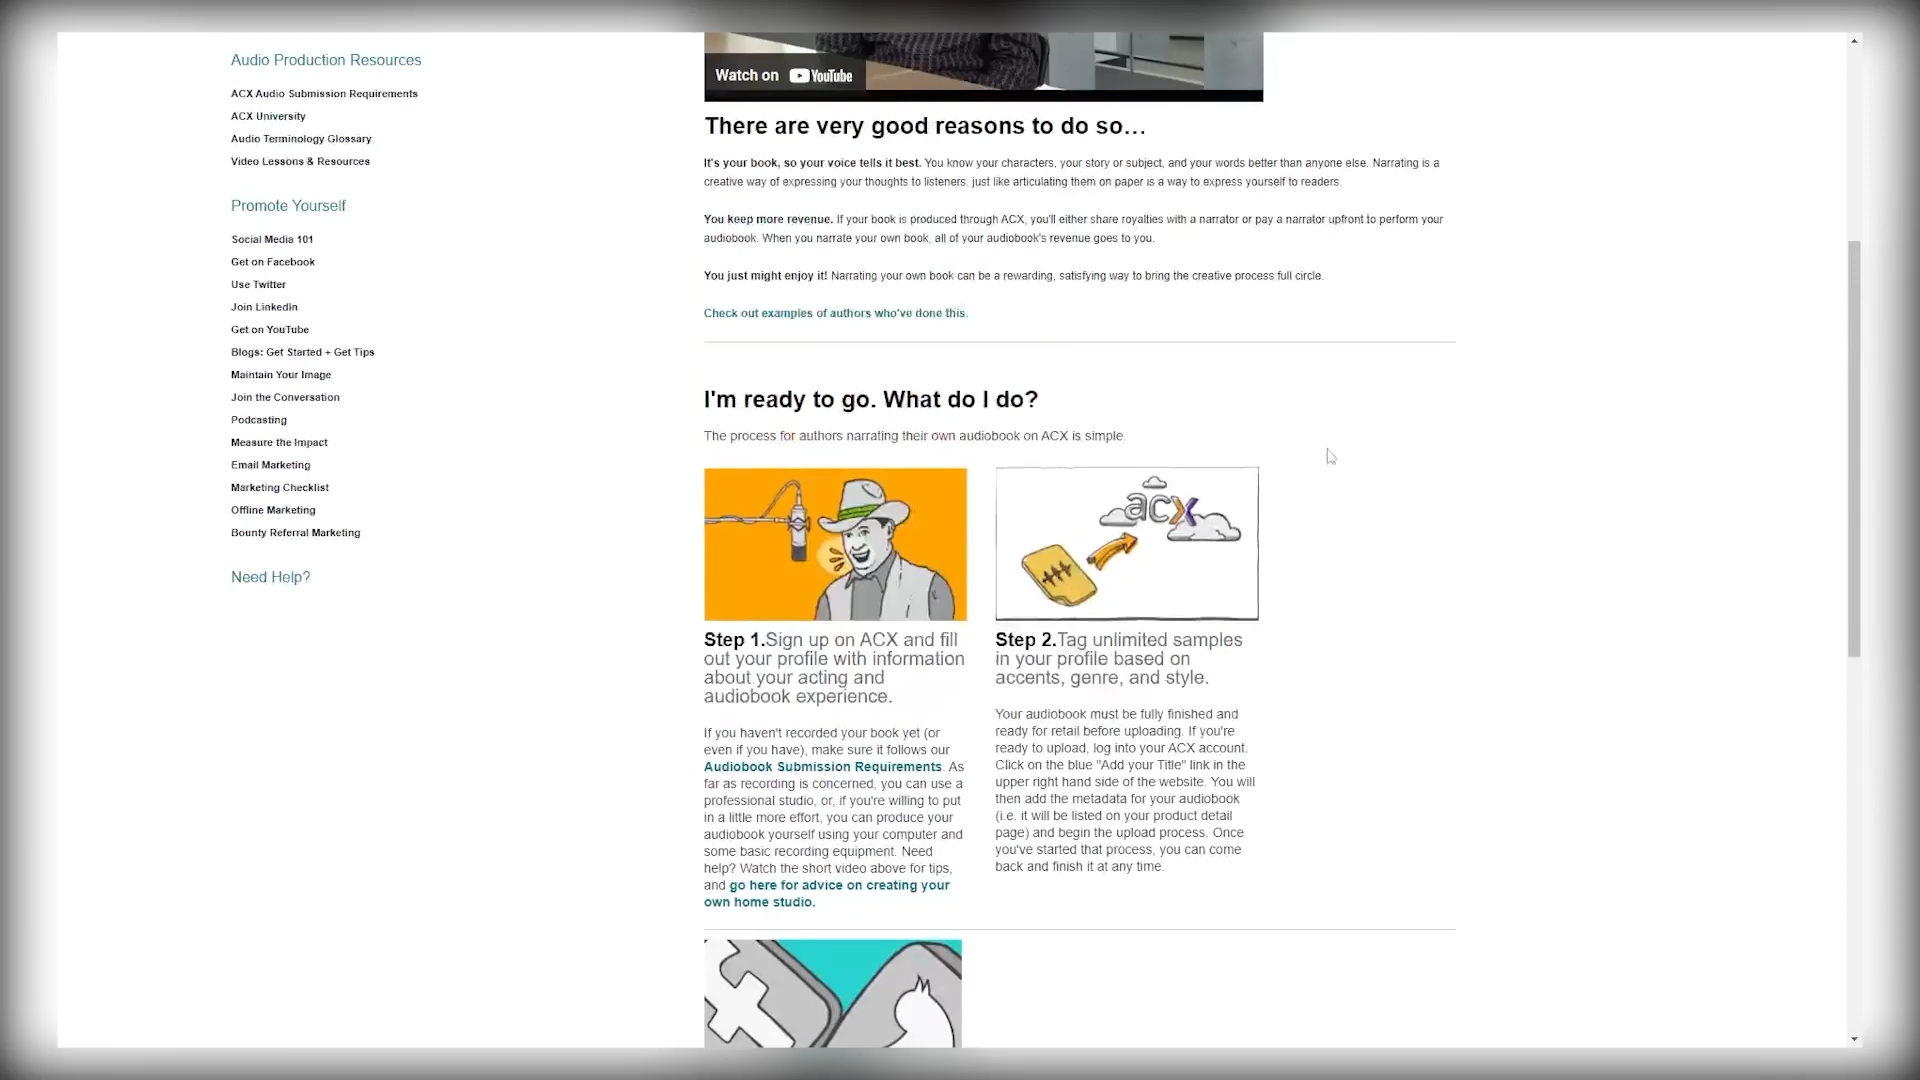 Audio Production Resources
ACX Audio Submission Requirements
ACX University
Audio Terminology Glossary
Video Lessons & Resources
Promote Yourself
Social Media 101
Get on Facebook
Use Twitter
Join LinkedIn
Get on YouTube
Blogs: Get Started + Get Tips
Maintain Your Image
Join the Conversation
Podcasting
Measure the Impact
Email Marketing
Marketing Checklist
Offline Marketing
Bounty Referral Marketing
Need Help?
Watch on YouTube
There are very good reasons to do so…
It's your book, so your voice tells it best. You know your characters, your story or subject, and your words better than anyone else. Narrating is a
creative way of expressing your thoughts to listeners, just like articulating them on paper is a way to express yourself to readers.
You keep more revenue. If your book is produced through ACX, you'll either share royalties with a narrator or pay a narrator upfront to perform your
audiobook. When you narrate your own book, all of your audiobook's revenue goes to you.
You just might enjoy it! Narrating your own book can be a rewarding, satisfying way to bring the creative process full circle.
Check out examples of authors who've done this.
I'm ready to go. What do I do?
The process for authors narrating their own audiobook on ACX is simple.
acx
Step 1.Sign up on ACX and fill
out your profile with information
about your acting and
audiobook experience.
If you haven't recorded your book yet (or
even if you have), make sure it follows our
Audiobook Submission Requirements. As
far as recording is concerned, you can use a
professional studio, or, if you're willing to put
in a little more effort, you can produce your
audiobook yourself using your computer and
some basic recording equipment. Need
help? Watch the short video above for tips,
and go here for advice on creating your
own home studio.
Step 2.Tag unlimited samples
in your profile based on
accents, genre, and style.
Your audiobook must be fully finished and
ready for retail before uploading. If you're
ready to upload, log into your ACX account.
Click on the blue "Add your Title" link in the
upper right hand side of the website. You will
then add the metadata for your audiobook
(i.e. it will be listed on your product detail
page) and begin the upload process. Once
you've started that process, you can come
back and finish it at any time.